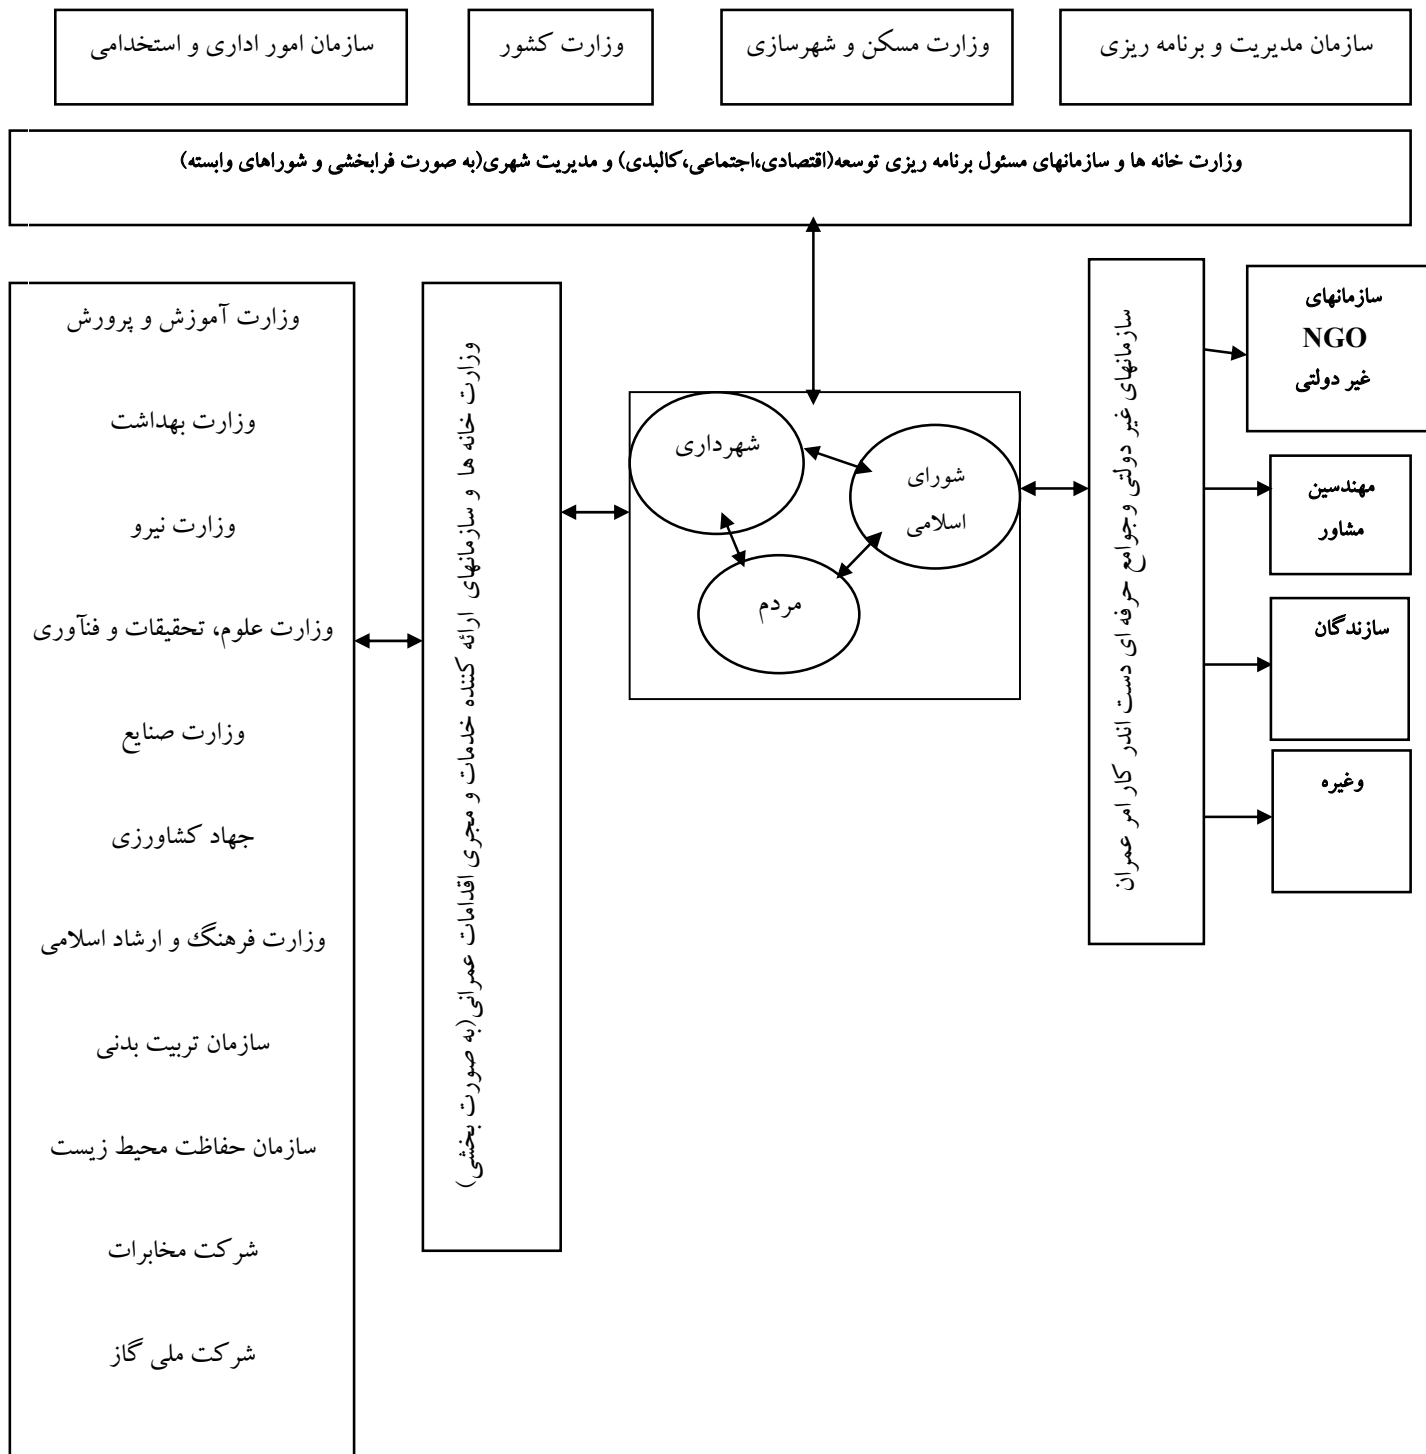 سازمان مدیریت و برنامه ریزی
وزارت مسکن و شهرسازی
وزارت کشور
سازمان امور اداری و استخدامی
وزارت خانه ها و سازمانهای مسئول برنامه ریزی توسعه(اقتصادی،اجتماعی،کالبدی) و مدیریت شهری(به صورت فرابخشی و شوراهای وابسته)
سازمانهای
NGO
غیر دولتی
مهندسین
مشاور
سازندگان
وغیره
سازمانهای غیر دولتی وجوامع حرفه ای دست اندر کار امر عمران
شهرداری
شورای
اسلامی
مردم
وزارت خانه ها و سازمانهای ارائه کننده خدمات و مجری اقدامات عمرانی(به صورت بخشی)
وزارت آموزش و پرورش
وزارت بهداشت
وزارت نیرو
وزارت علوم، تحقیقات و فنآوری
وزارت صنایع
جهاد کشاورزی
وزارت فرهنگ و ارشاد اسلامی
سازمان تربیت بدنی
سازمان حفاظت محیط زیست
شرکت مخابرات
شرکت ملی گاز